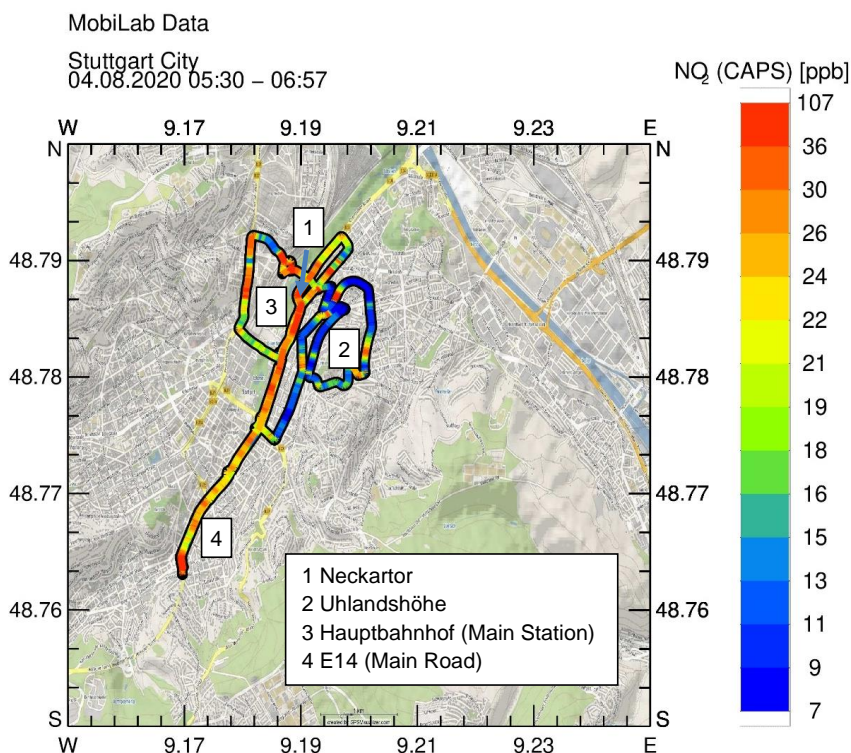 MobiLab Data
Stuttgart City
04.08.2020 05:30 – 06:57
NO2 (CAPS) [ppb]
W 9.17 9.19 9.21 9.23 E
N N
48.79 48.79
48.78 48.78
48.77 48.77
48.76 48.76
S S
W 9.17 9.19 9.21 9.23 E
1
3
2
4
1 Neckartor
2 Uhlandshöhe
3 Hauptbahnhof (Main Station)
4 E14 (Main Road)
107
36
30
26
24
22
21
19
18
16
15
13
11
9
7